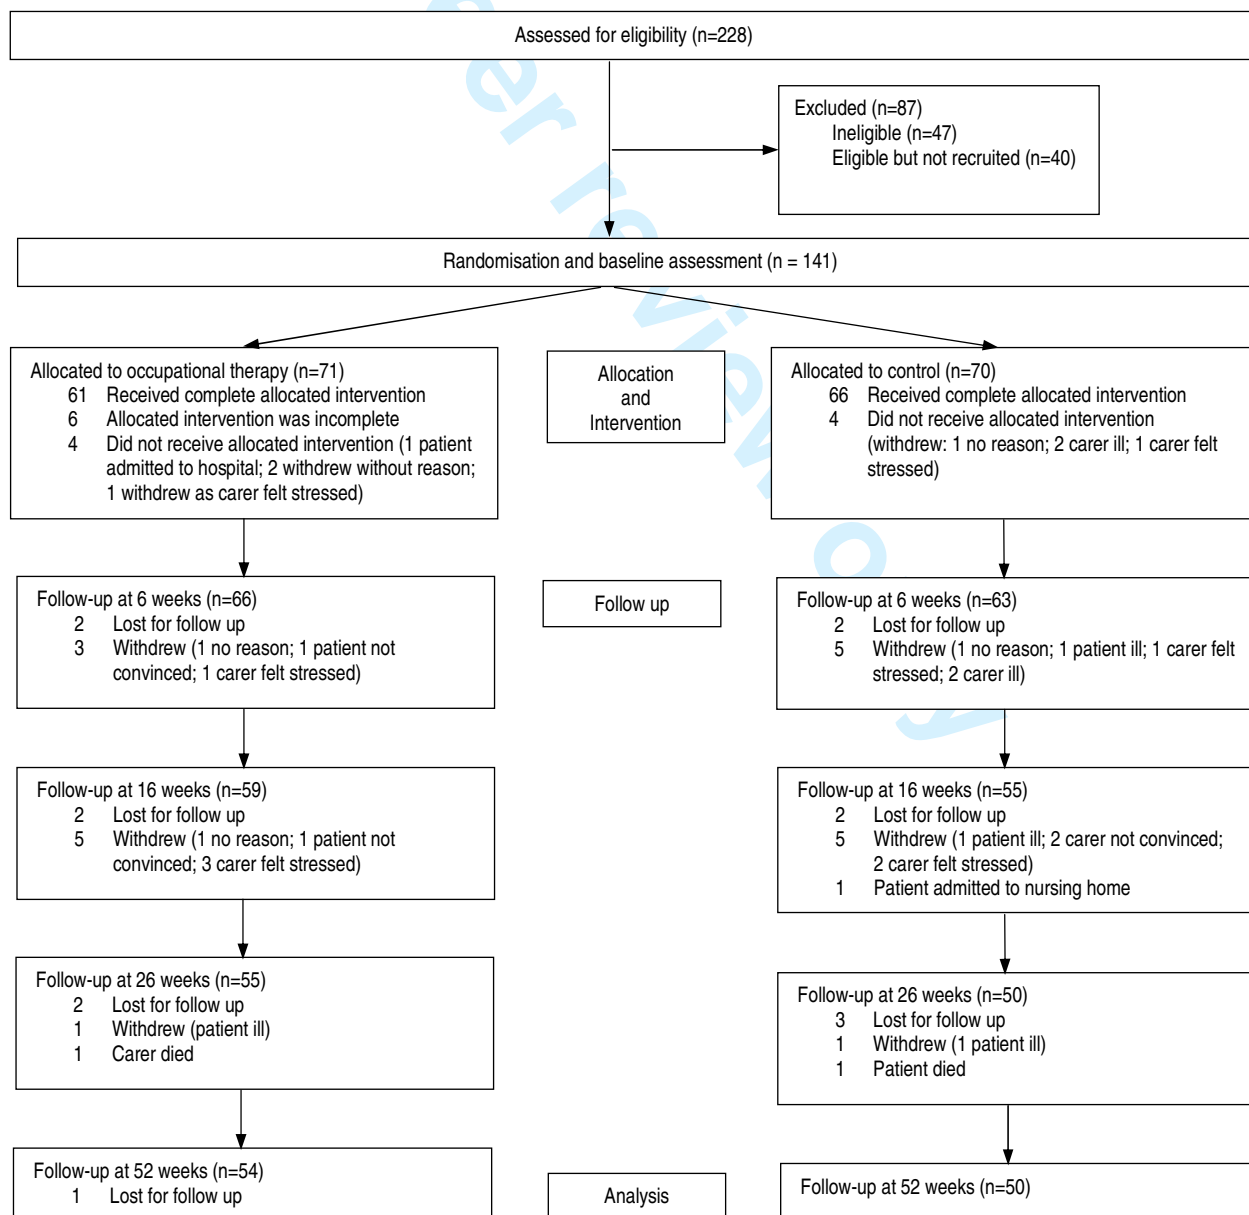 Assessed for eligibility (n=228)
Excluded (n=87)
Ineligible (n=47)
Eligible but not recruited (n=40)
Randomisation and baseline assessment (n = 141)
Allocated to occupational therapy (n=71)
61 Received complete allocated intervention
6 Allocated intervention was incomplete
4 Did not receive allocated intervention (1 patient
admitted to hospital; 2 withdrew without reason;
1 withdrew as carer felt stressed)
Allocation
and
Intervention
Allocated to control (n=70)
66 Received complete allocated intervention
4 Did not receive allocated intervention
(withdrew: 1 no reason; 2 carer ill; 1 carer felt
stressed)
Follow-up at 6 weeks (n=66)
2 Lost for follow up
3 Withdrew (1 no reason; 1 patient not
convinced; 1 carer felt stressed)
Follow up
Follow-up at 6 weeks (n=63)
2 Lost for follow up
5 Withdrew (1 no reason; 1 patient ill; 1 carer felt
stressed; 2 carer ill)
Follow-up at 16 weeks (n=59)
2 Lost for follow up
5 Withdrew (1 no reason; 1 patient not
convinced; 3 carer felt stressed)
Follow-up at 16 weeks (n=55)
2 Lost for follow up
5 Withdrew (1 patient ill; 2 carer not convinced;
2 carer felt stressed)
1 Patient admitted to nursing home
Follow-up at 26 weeks (n=55)
2 Lost for follow up
1 Withdrew (patient ill)
1 Carer died
Follow-up at 26 weeks (n=50)
3 Lost for follow up
1 Withdrew (1 patient ill)
1 Patient died
Follow-up at 52 weeks (n=54)
1 Lost for follow up
Analysis
Follow-up at 52 weeks (n=50)
er review o y